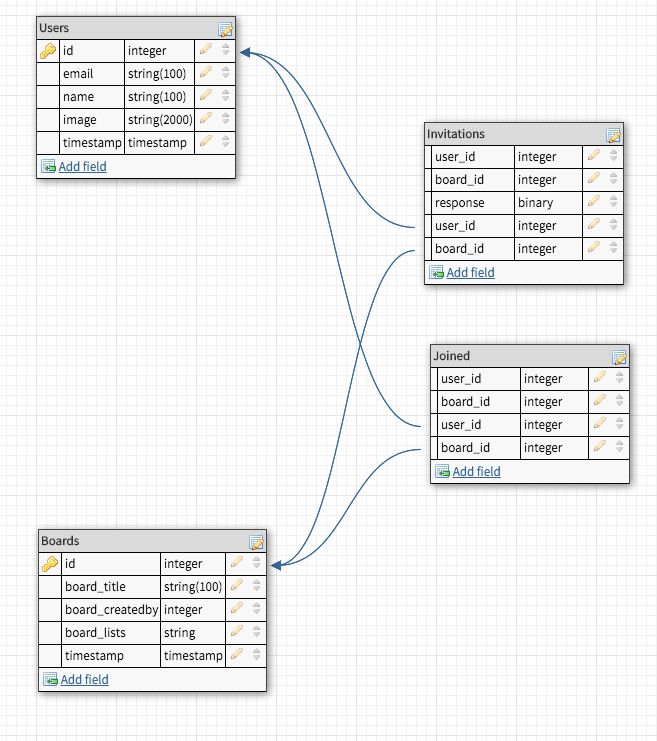 Users
id integer
email string(100)
name string(100)
image string(2000)
timestamp timestamp
Add field
Invitations
user_id integer
board_id integer
response binary
user_id integer
board_id integer
Add field
Joined
user_id integer
board_id integer
user_id integer
board_id integer
Add field
Boards
id integer
board_title string(100)
board_createdby integer
board_lists string
timestamp timestamp
Add field